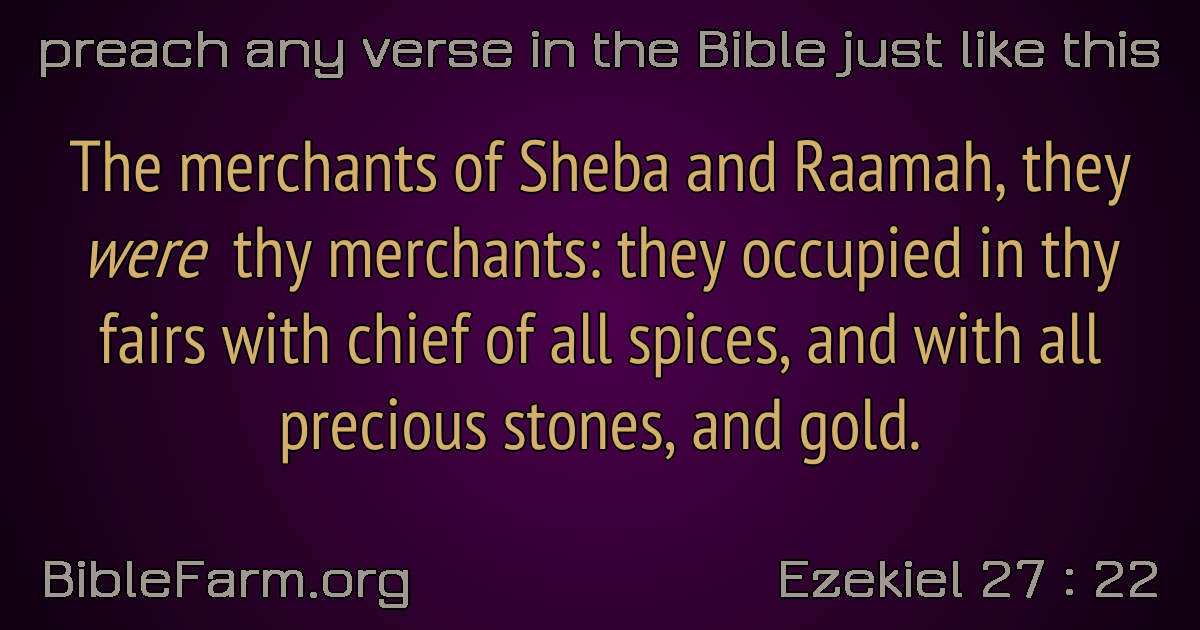 preach any verse in the Bible just like this
The merchants of Sheba and Raamah, they
were thy merchants: they occupied in thy
fairs with chief of all spices, and with all
precious stones, and gold.
BibleFarm.org
Ezekiel 27 : 22